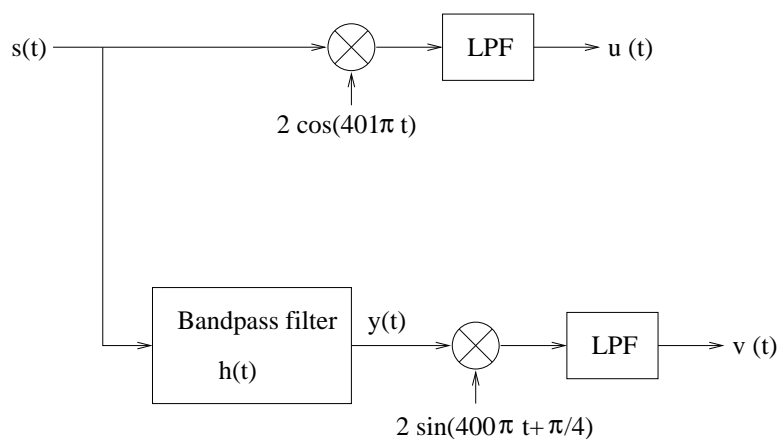 s(t)
LPF
u (t)
2 cos(401π t)
Bandpass filter
h(t)
y(t)
LPF
v (t)
2 sin(400π t+π/4)